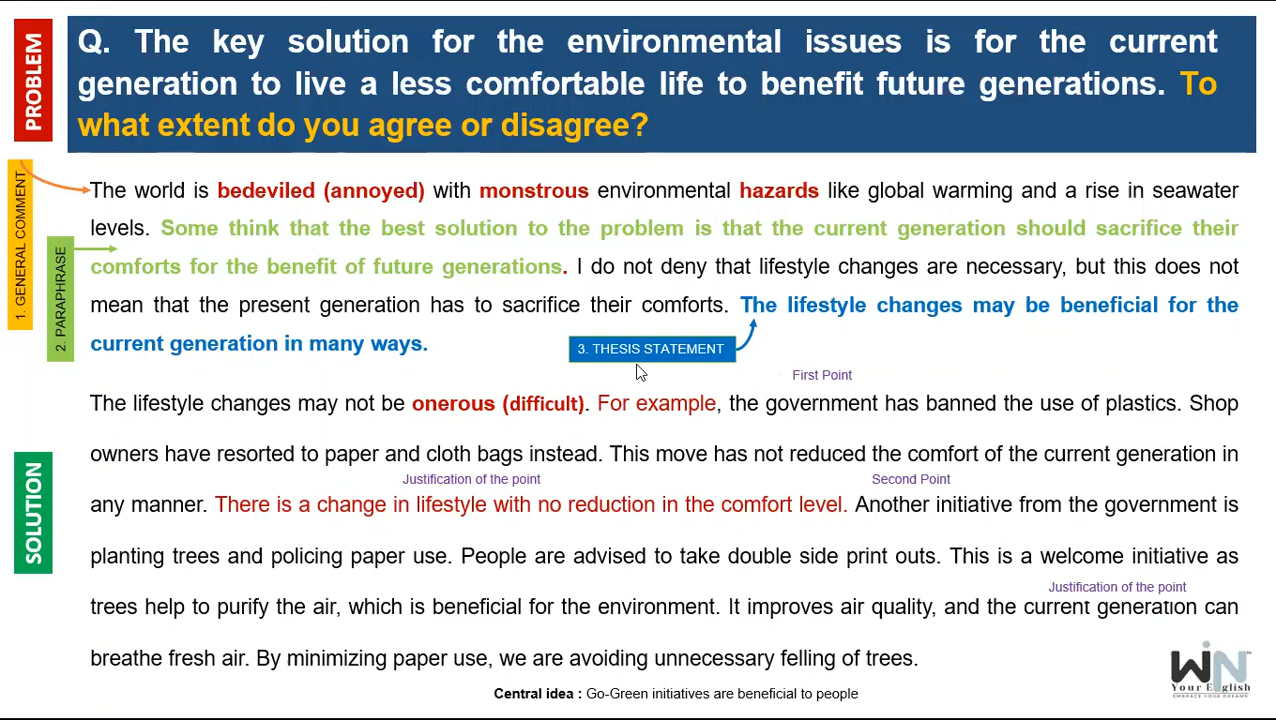 PROBLEM
Q. The key solution for the environmental issues is for the current
generation to live a less comfortable life to benefit future generations. To
what extent do you agree or disagree?
1. GENERAL COMMENT
The world is bedeviled (annoyed) with monstrous environmental hazards like global warming and a rise in seawater
levels. Some think that the best solution to the problem is that the current generation should sacrifice their
2. PARAPHRASE
comforts for the benefit of future generations. I do not deny that lifestyle changes are necessary, but this does not
mean that the present generation has to sacrifice their comforts. The lifestyle changes may be beneficial for the
current generation in many ways.
3. THESIS STATEMENT
First Point
The lifestyle changes may not be onerous (difficult). For example, the government has banned the use of plastics. Shop
owners have resorted to paper and cloth bags instead. This move has not reduced the comfort of the current generation in
Justification of the point
Second Point
any manner. There is a change in lifestyle with no reduction in the comfort level. Another initiative from the government is
SOLUTION
planting trees and policing paper use. People are advised to take double side print outs. This is a welcome initiative as
Justification of the point
trees help to purify the air, which is beneficial for the environment. It improves air quality, and the current generation can
breathe fresh air. By minimizing paper use, we are avoiding unnecessary felling of trees.
Central idea : Go-Green initiatives are beneficial to people
WiN
Your English
EMBRACE YOUR DREAMS